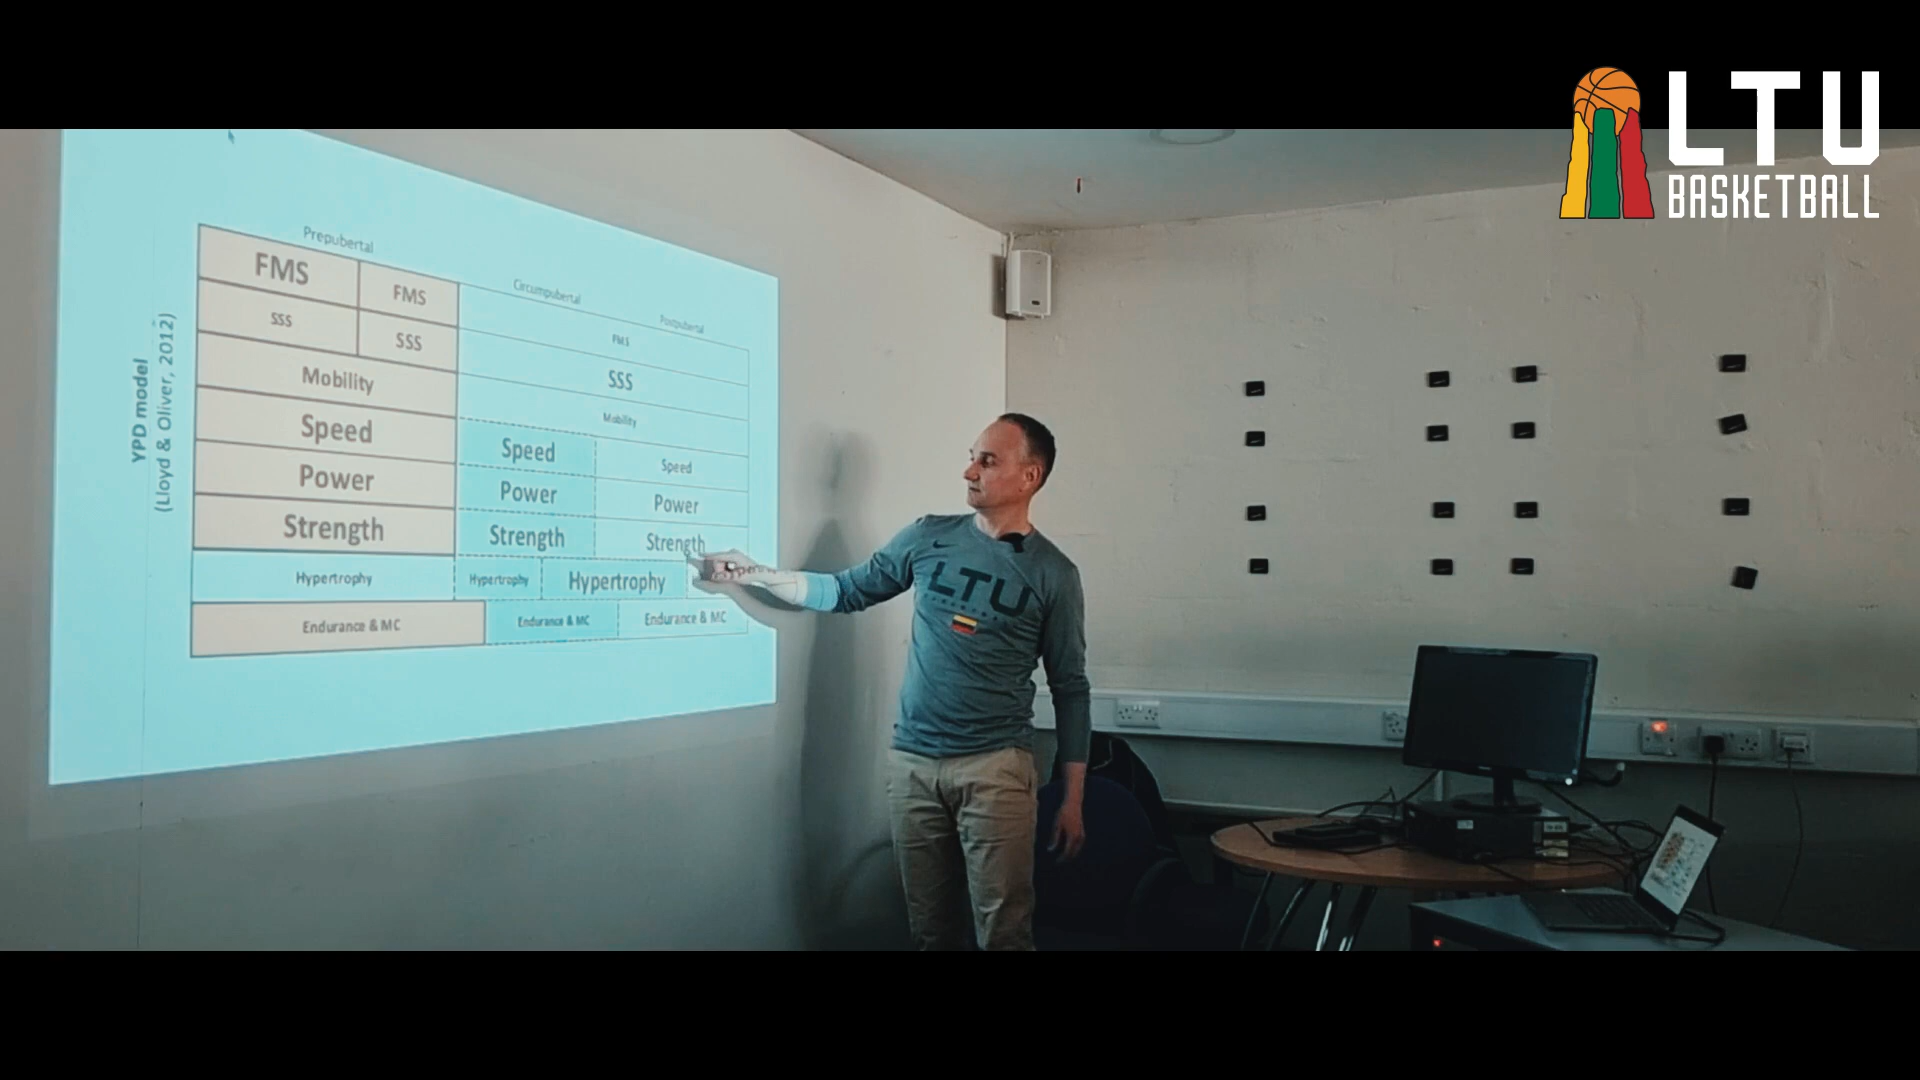 LTU
BASKETBALL
YPD model
(Lloyd & Oliver, 2012)
Prepubertal
Circumpubertal
Postpubertal
FMS
FMS
FMS
SSS
SSS
SSS
Mobility
Mobility
Speed
Speed
Speed
Power
Power
Power
Strength
Strength
Strength
Hypertrophy
Hypertrophy
Hypertrophy
Endurance & MC
Endurance & MC
Endurance & MC
LTU